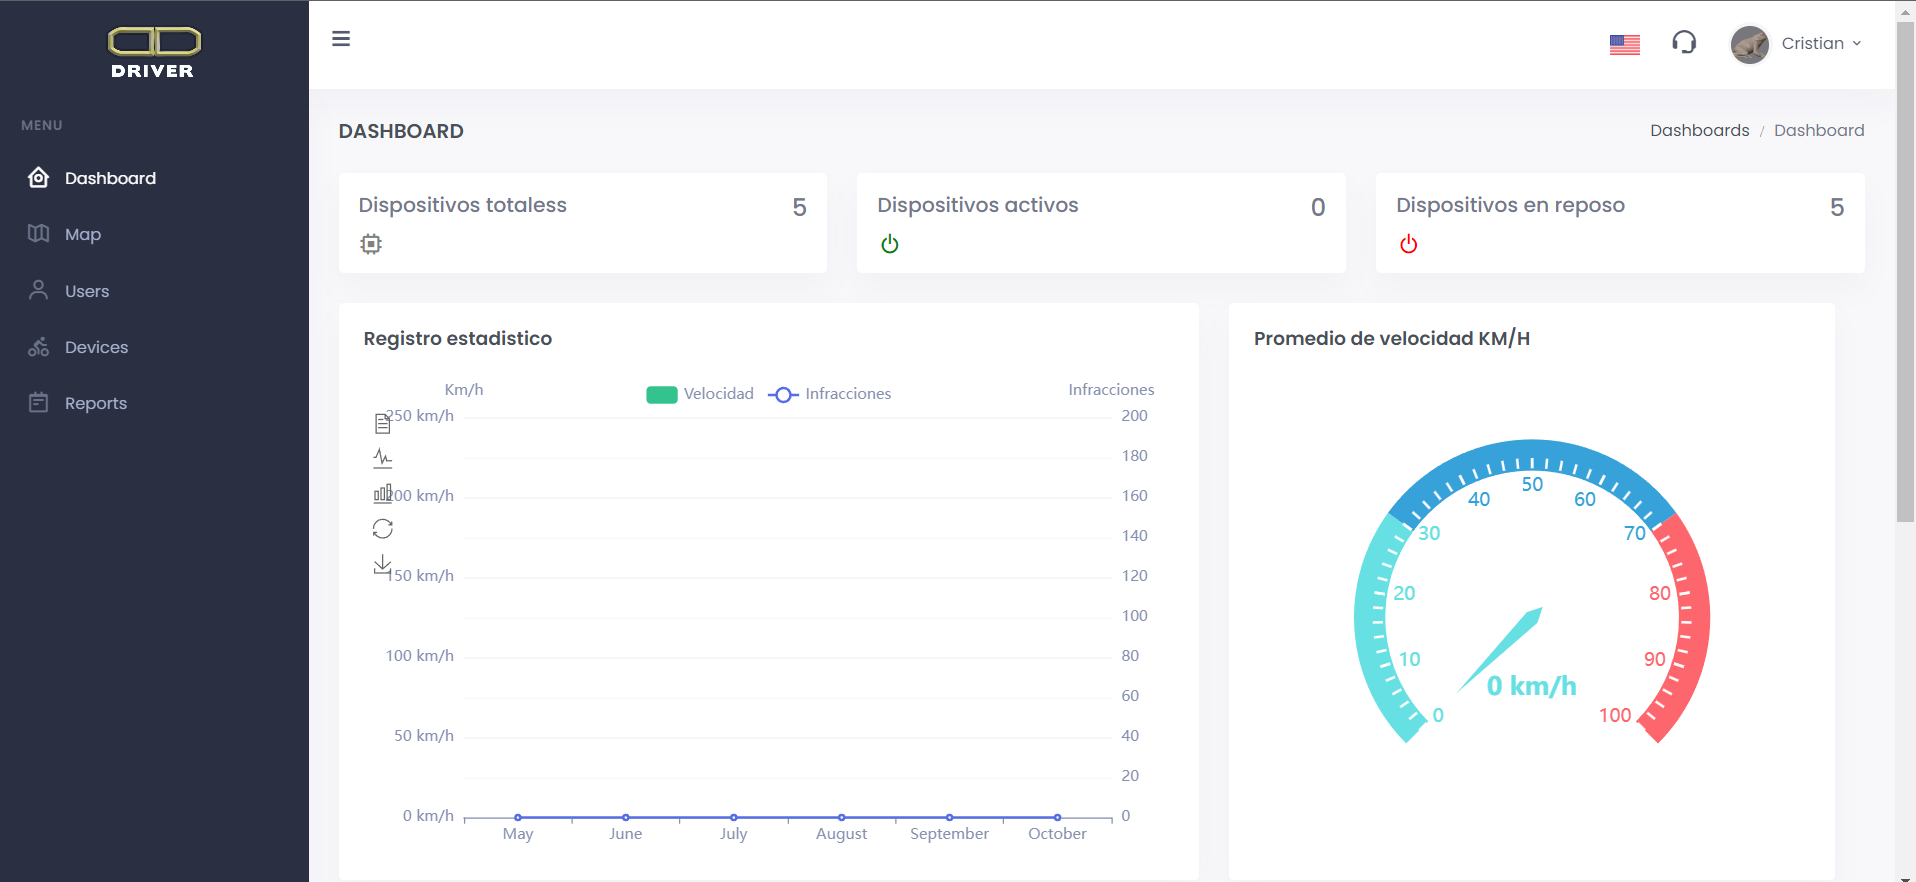 DRIVER
MENU
Dashboard
Map
Users
Devices
Reports
Cristian
DASHBOARD
Dashboards / Dashboard
Dispositivos totaless 5
Dispositivos activos 0
Dispositivos en reposo 5
Registro estadistico
Km/h
Velocidad
Infracciones
Infracciones
250 km/h
200 km/h
150 km/h
100 km/h
50 km/h
0 km/h
200
180
160
140
120
100
80
60
40
20
0
May June July August September October
Promedio de velocidad KM/H
0
10
20
30
40
50
60
70
80
90
100
0 km/h